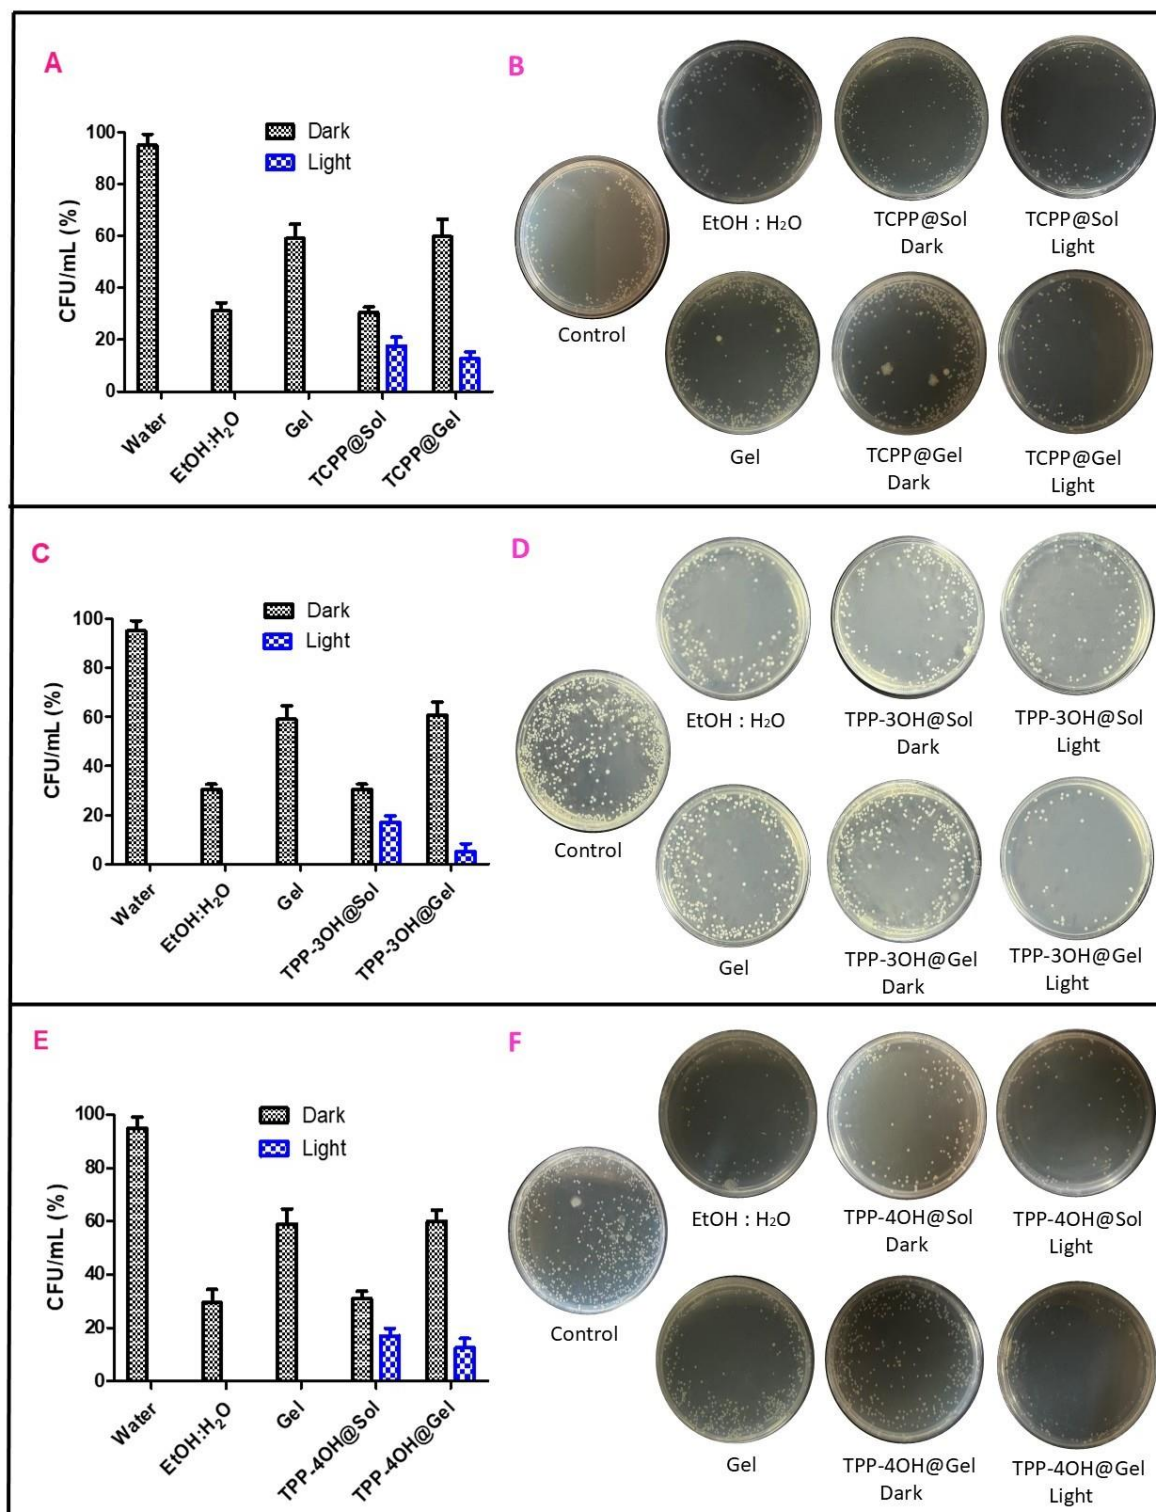 A
100
80
60
40
20
0
CFU/mL (%)
Dark
Light
Water
EtOH:H₂O
Gel
TCPP@Sol
TCPP@Gel
B
Control
EtOH : H₂O
TCPP@Sol
Dark
TCPP@Sol
Light
Gel
TCPP@Gel
Dark
TCPP@Gel
Light
C
100
80
60
40
20
0
CFU/mL (%)
Dark
Light
Water
EtOH:H₂O
Gel
TPP-3OH@Sol
TPP-3OH@Gel
D
Control
EtOH : H₂O
TPP-3OH@Sol
Dark
TPP-3OH@Sol
Light
Gel
TPP-3OH@Gel
Dark
TPP-3OH@Gel
Light
E
100
80
60
40
20
0
CFU/mL (%)
Dark
Light
Water
EtOH:H₂O
Gel
TPP-4OH@Sol
TPP-4OH@Gel
F
Control
EtOH : H₂O
TPP-4OH@Sol
Dark
TPP-4OH@Sol
Light
Gel
TPP-4OH@Gel
Dark
TPP-4OH@Gel
Light